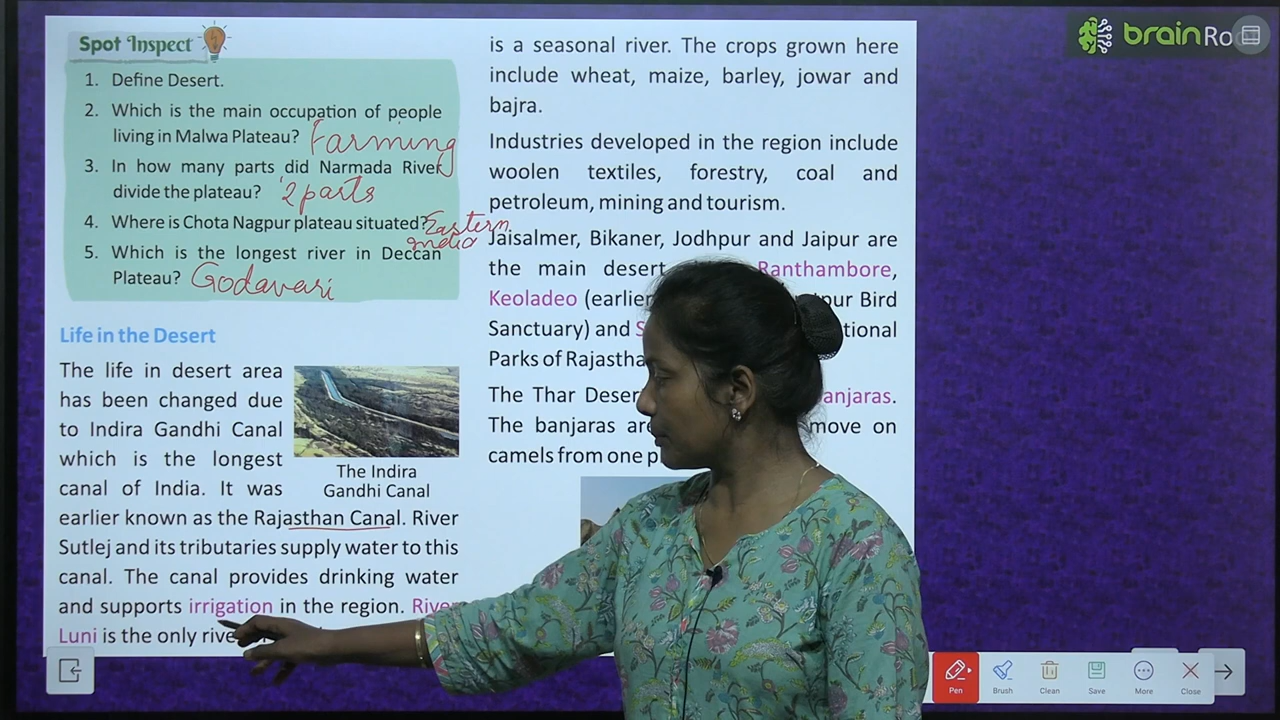 Spot Inspect
1. Define Desert.
2. Which is the main occupation of people
living in Malwa Plateau? Farming
3. In how many parts did Narmada River
divide the plateau? 2 parts
4. Where is Chota Nagpur plateau situated? Eastern
India
5. Which is the longest river in Deccan
Plateau? Godavari
Life in the Desert
The life in desert area
has been changed due
to Indira Gandhi Canal
which is the longest
canal of India. It was
The Indira
Gandhi Canal
earlier known as the Rajasthan Canal. River
Sutlej and its tributaries supply water to this
canal. The canal provides drinking water
and supports irrigation in the region. River
Luni is the only
is a seasonal river. The crops grown here
include wheat, maize, barley, jowar and
bajra.
Industries developed in the region include
woolen textiles, forestry, coal and
petroleum, mining and tourism.
Jaisalmer, Bikaner, Jodhpur and Jaipur are
the main desert Ranthambore,
Keoladeo (earlier Bird
Sanctuary) and
Parks of
The Thar
The banjaras move on
camels from one
brain
Pen
Brush
Clean
Save
More
Close